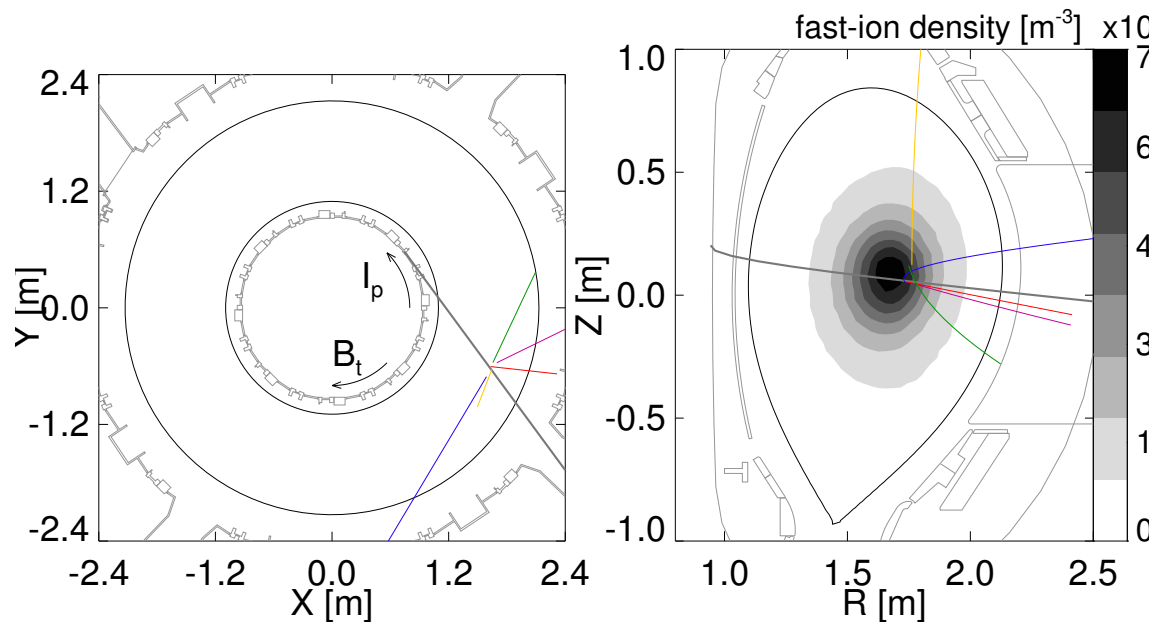 fast-ion density [m⁻³] x10
2.4
1.2
0.0
-1.2
-2.4
Y [m]
I_p
B_t
-2.4 -1.2 0.0 1.2 2.4
X [m]
1.0
0.5
0.0
-0.5
-1.0
Z [m]
1.0 1.5 2.0 2.5
R [m]
7
6
4
3
1
0